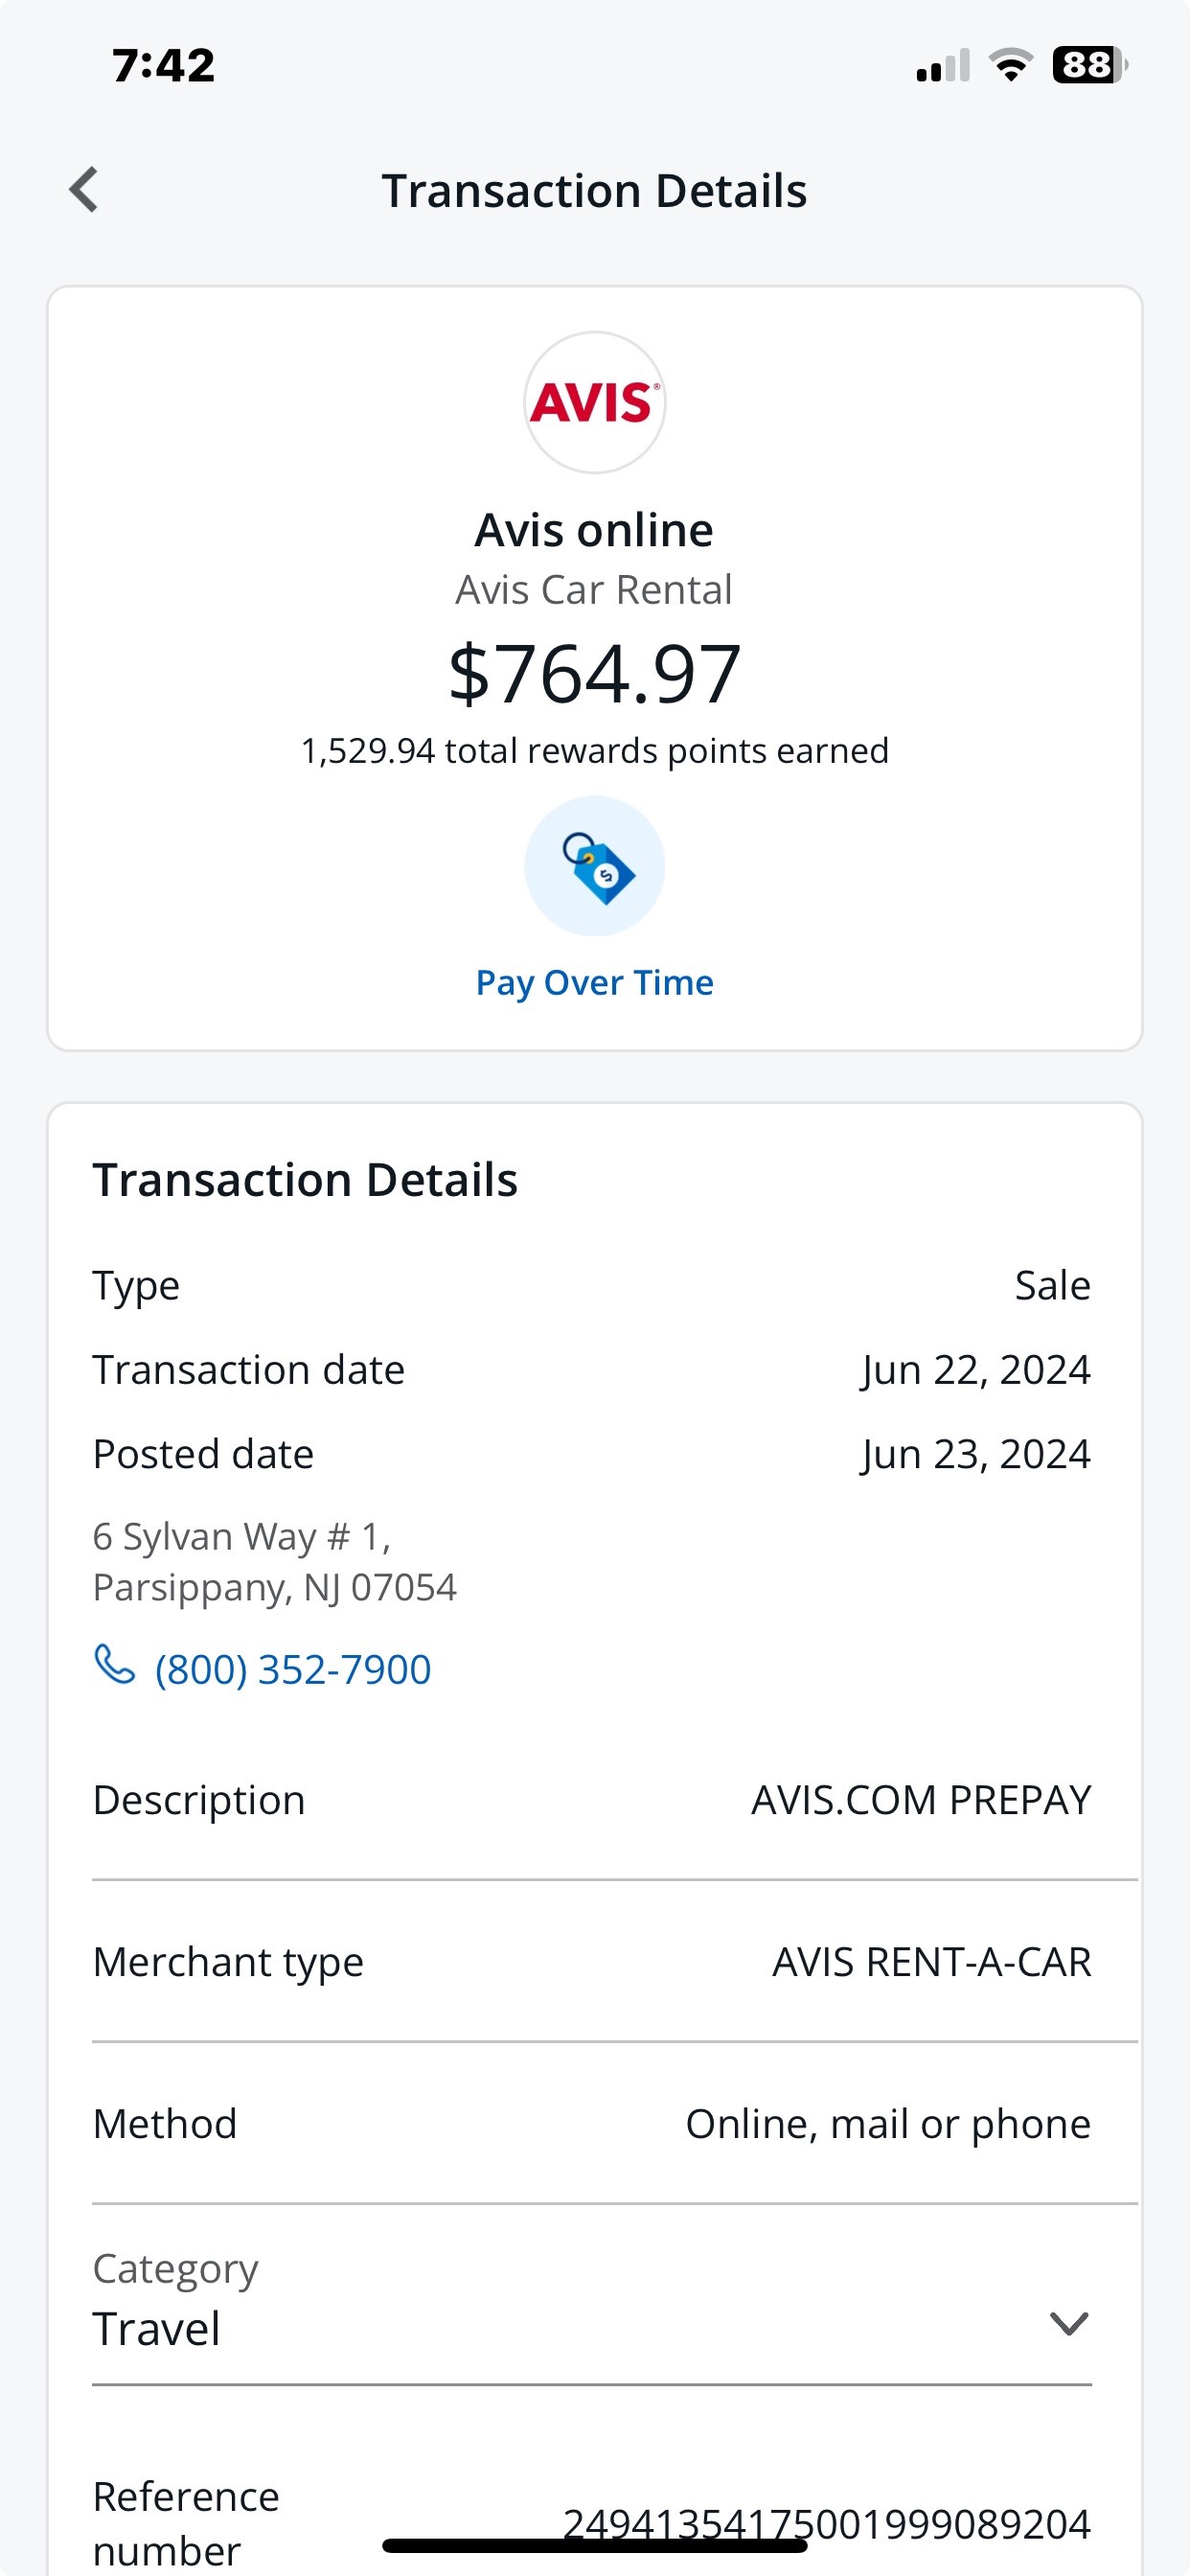 7:42
88
Transaction Details
AVIS®
Avis online
Avis Car Rental
$764.97
1,529.94 total rewards points earned
$
Pay Over Time
Transaction Details
Type Sale
Transaction date Jun 22, 2024
Posted date Jun 23, 2024
6 Sylvan Way # 1,
Parsippany, NJ 07054
(800) 352-7900
Description AVIS.COM PREPAY
Merchant type AVIS RENT-A-CAR
Method Online, mail or phone
Category
Travel
Reference
number 24941354175001999089204